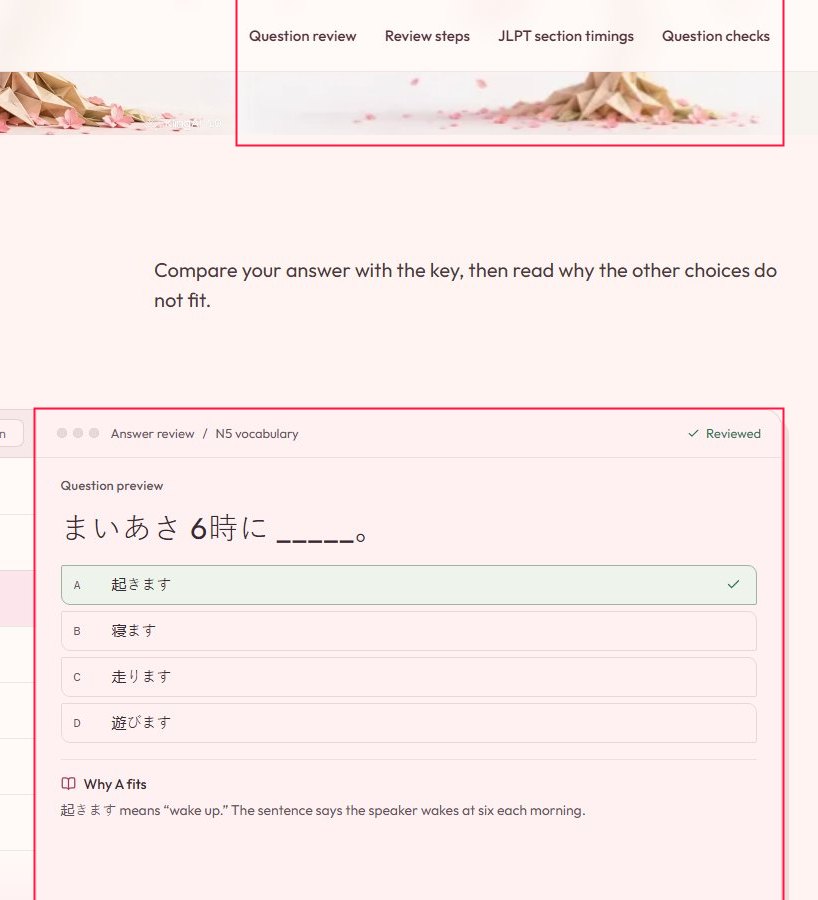 Question review Review steps JLPT section timings Question checks
Compare your answer with the key, then read why the other choices do
not fit.
Answer review / N5 vocabulary
Reviewed
Question preview
まいあさ 6時に _____。
A 起きます
B 寝ます
C 走ります
D 遊びます
Why A fits
起きます means “wake up.” The sentence says the speaker wakes at six each morning.